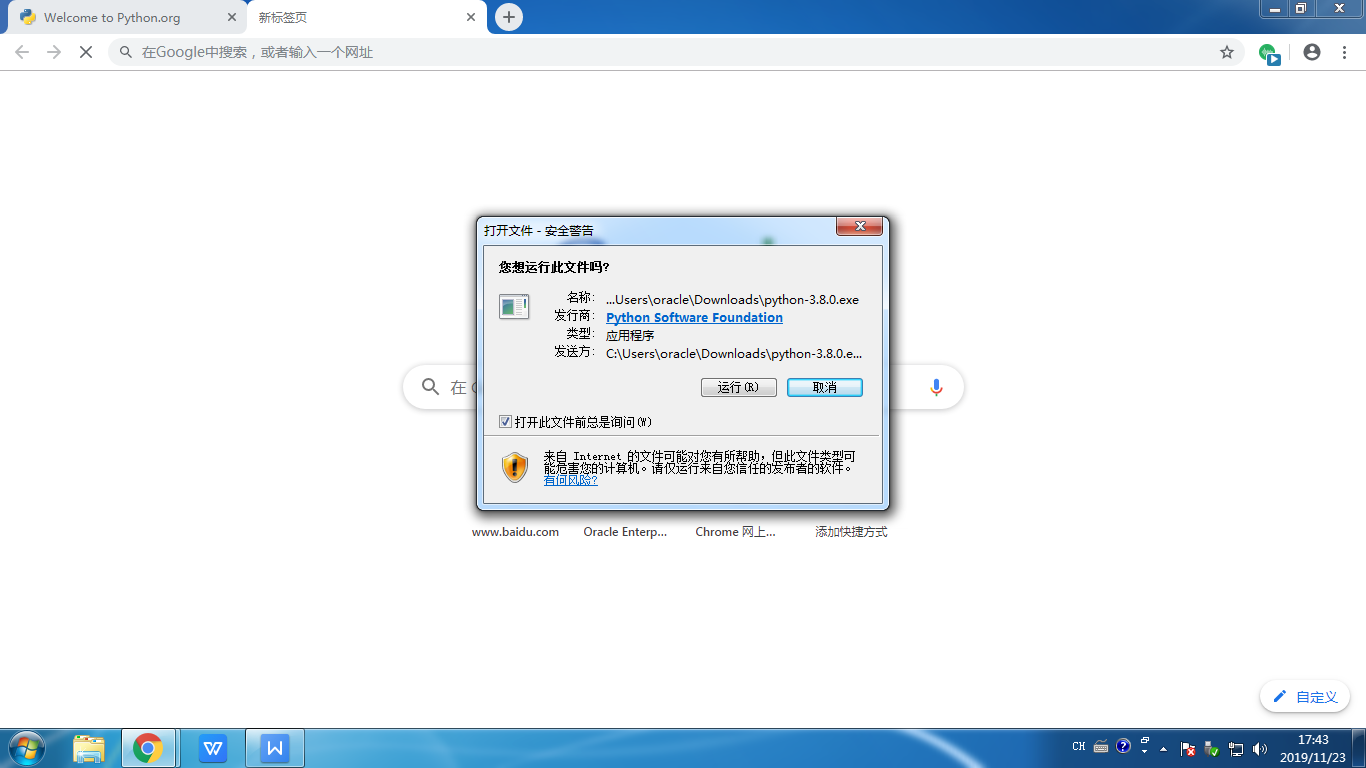 Welcome to Python.org
新标签页
在Google中搜索，或者输入一个网址
打开文件 - 安全警告
您想运行此文件吗?
名称: ...Users\oracle\Downloads\python-3.8.0.exe
发行商: Python Software Foundation
类型: 应用程序
发送方: C:\Users\oracle\Downloads\python-3.8.0.e...
运行(R) 取消
打开此文件前总是询问(W)
来自 Internet 的文件可能对您有所帮助，但此文件类型可
能危害您的计算机。请仅运行来自您信任的发布者的软件。
有何风险?
在
www.baidu.com Oracle Enterp... Chrome 网上... 添加快捷方式
自定义
CH
17:43
2019/11/23